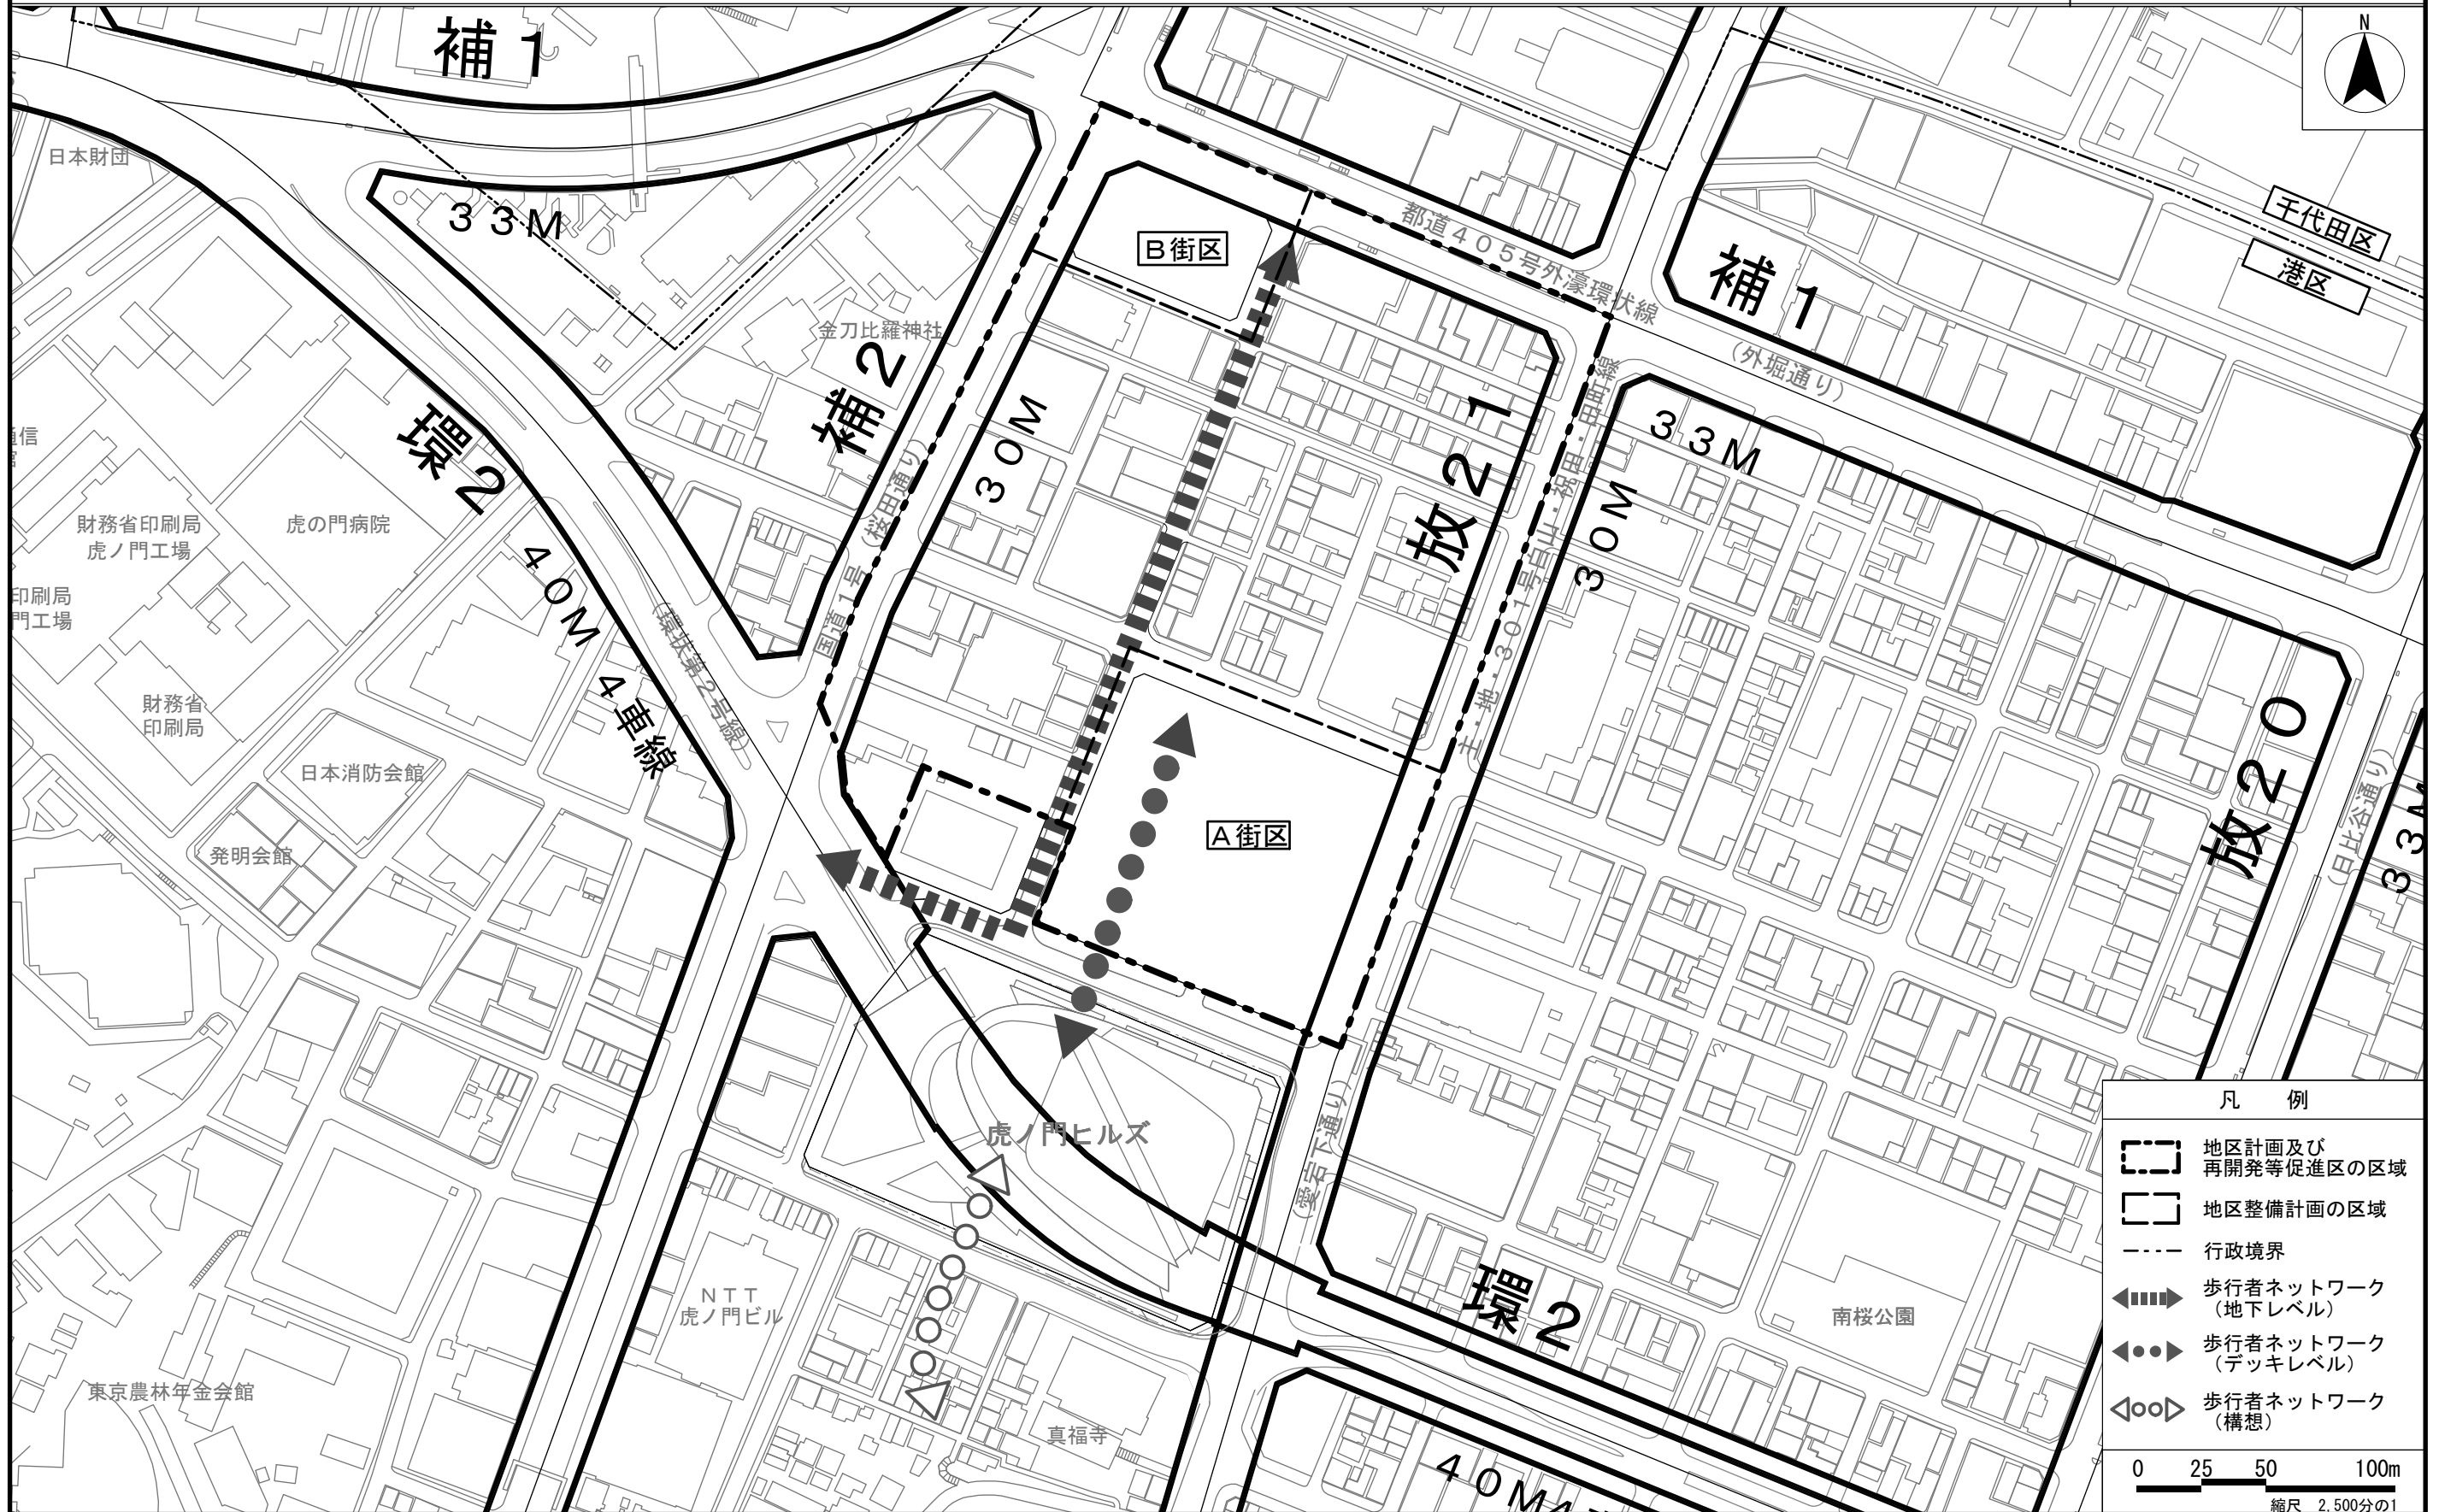 補1
N
日本財団
33M
都道405号外濠環状線
千代田区
港区
B街区
補1
金刀比羅神社
補2
(外堀通り)
30M
33M
環2
放21
(桜田通り)
財務省印刷局
虎ノ門工場
虎の門病院
主・地・301号白山・祝田・田町線
30M
40M
印刷局
門工場
国道1号
(環状第2号線)
財務省
印刷局
4車線
放20
日本消防会館
(日比谷通り)
A街区
33M
発明会館
虎ノ門ヒルズ
(愛宕下通り)
NTT
虎ノ門ビル
環2
南桜公園
東京農林年金会館
真福寺
40M4
凡 例
地区計画及び
再開発等促進区の区域
地区整備計画の区域
行政境界
歩行者ネットワーク
(地下レベル)
歩行者ネットワーク
(デッキレベル)
歩行者ネットワーク
(構想)
0 25 50 100m
縮尺 2,500分の1